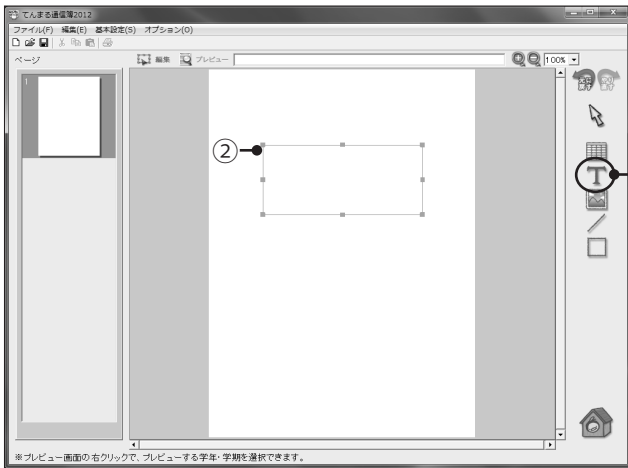 てんまる通信簿2012
ファイル(F) 編集(E) 基本設定(S) オプション(O)
ページ
編集 プレビュー
100%
1
②
T
※プレビュー画面の右クリックで、プレビューする学年・学期を選択できます。